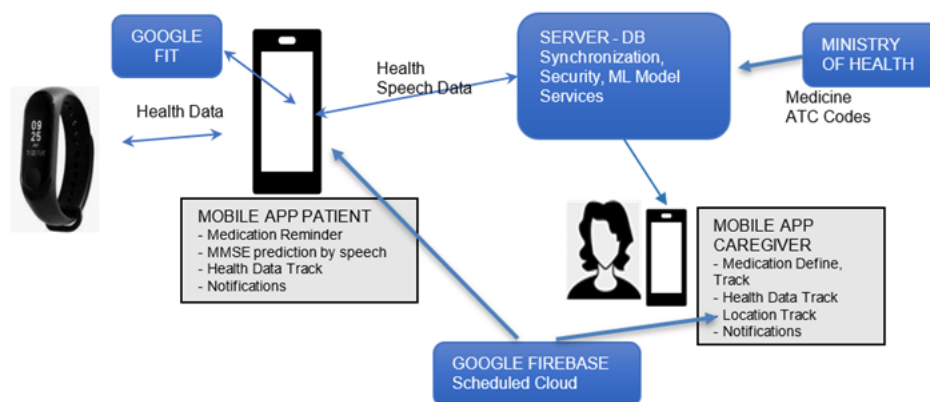 GOOGLE
FIT
SERVER - DB
Synchronization,
Security, ML Model
Services
MINISTRY
OF HEALTH
Health
Speech Data
Health Data
Medicine
ATC Codes
09
25
MOBILE APP PATIENT
- Medication Reminder
- MMSE prediction by speech
- Health Data Track
- Notifications
MOBILE APP
CAREGIVER
- Medication Define,
Track
- Health Data Track
- Location Track
- Notifications
GOOGLE FIREBASE
Scheduled Cloud